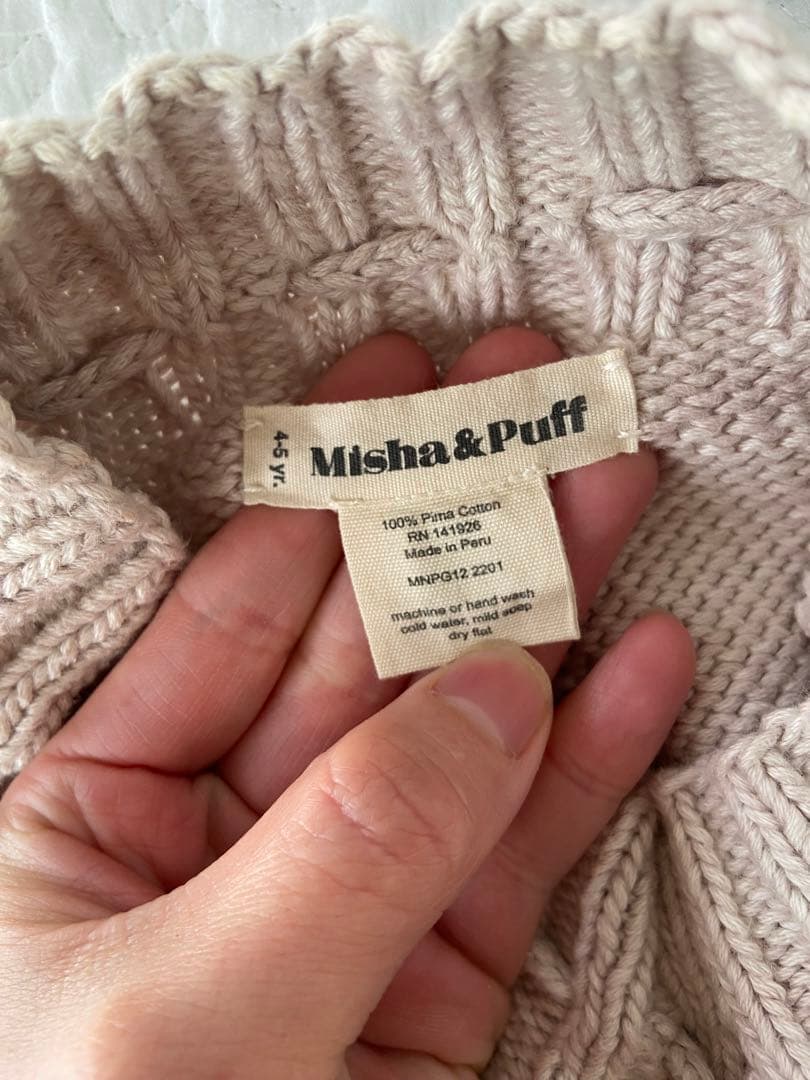 4-5 yr.
Misha&Puff
100% Pima Cotton
RN 141926
Made in Peru
MNPG12 2201
machine or hand wash
cold water, mild soap
dry flat